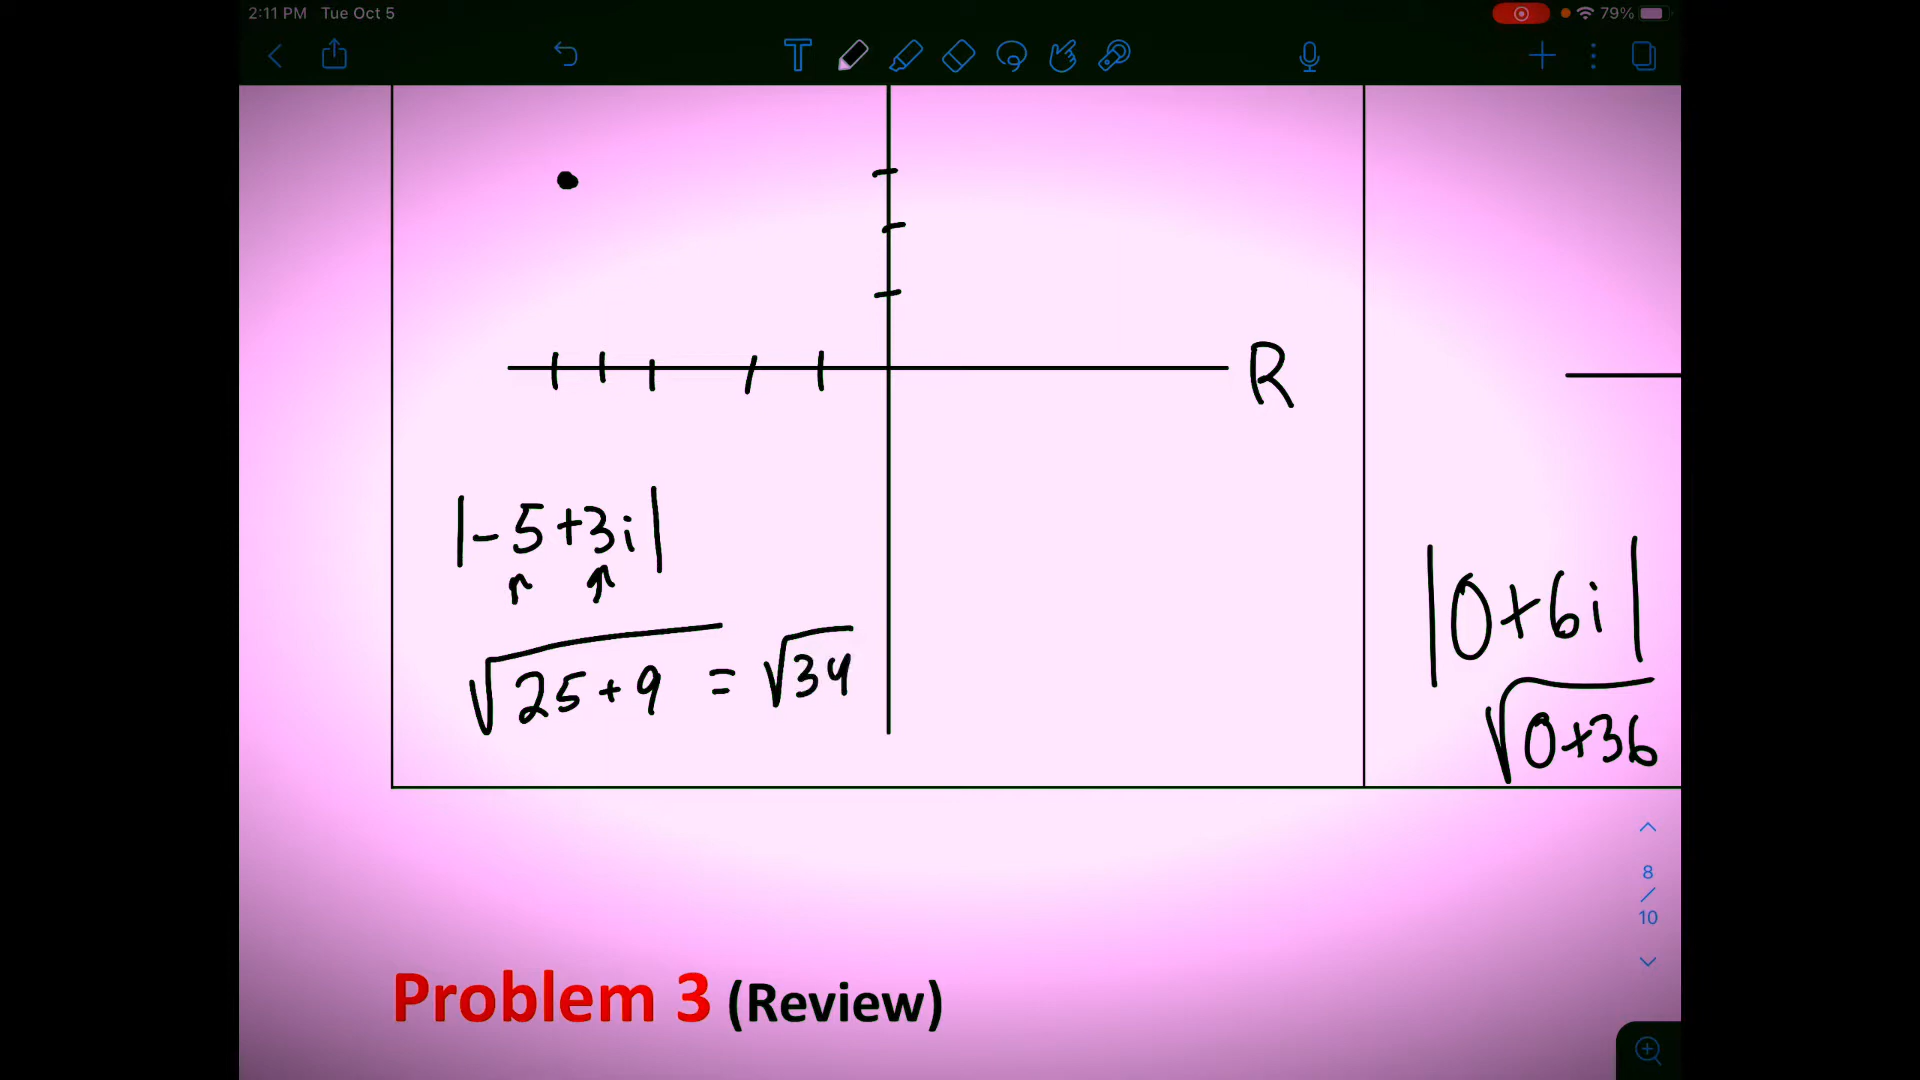 2:11 PM Tue Oct 5
79%
T
R
|-5+3i|
√25+9 = √34
|0+6i|
√0+36
8
/
10
Problem 3 (Review)